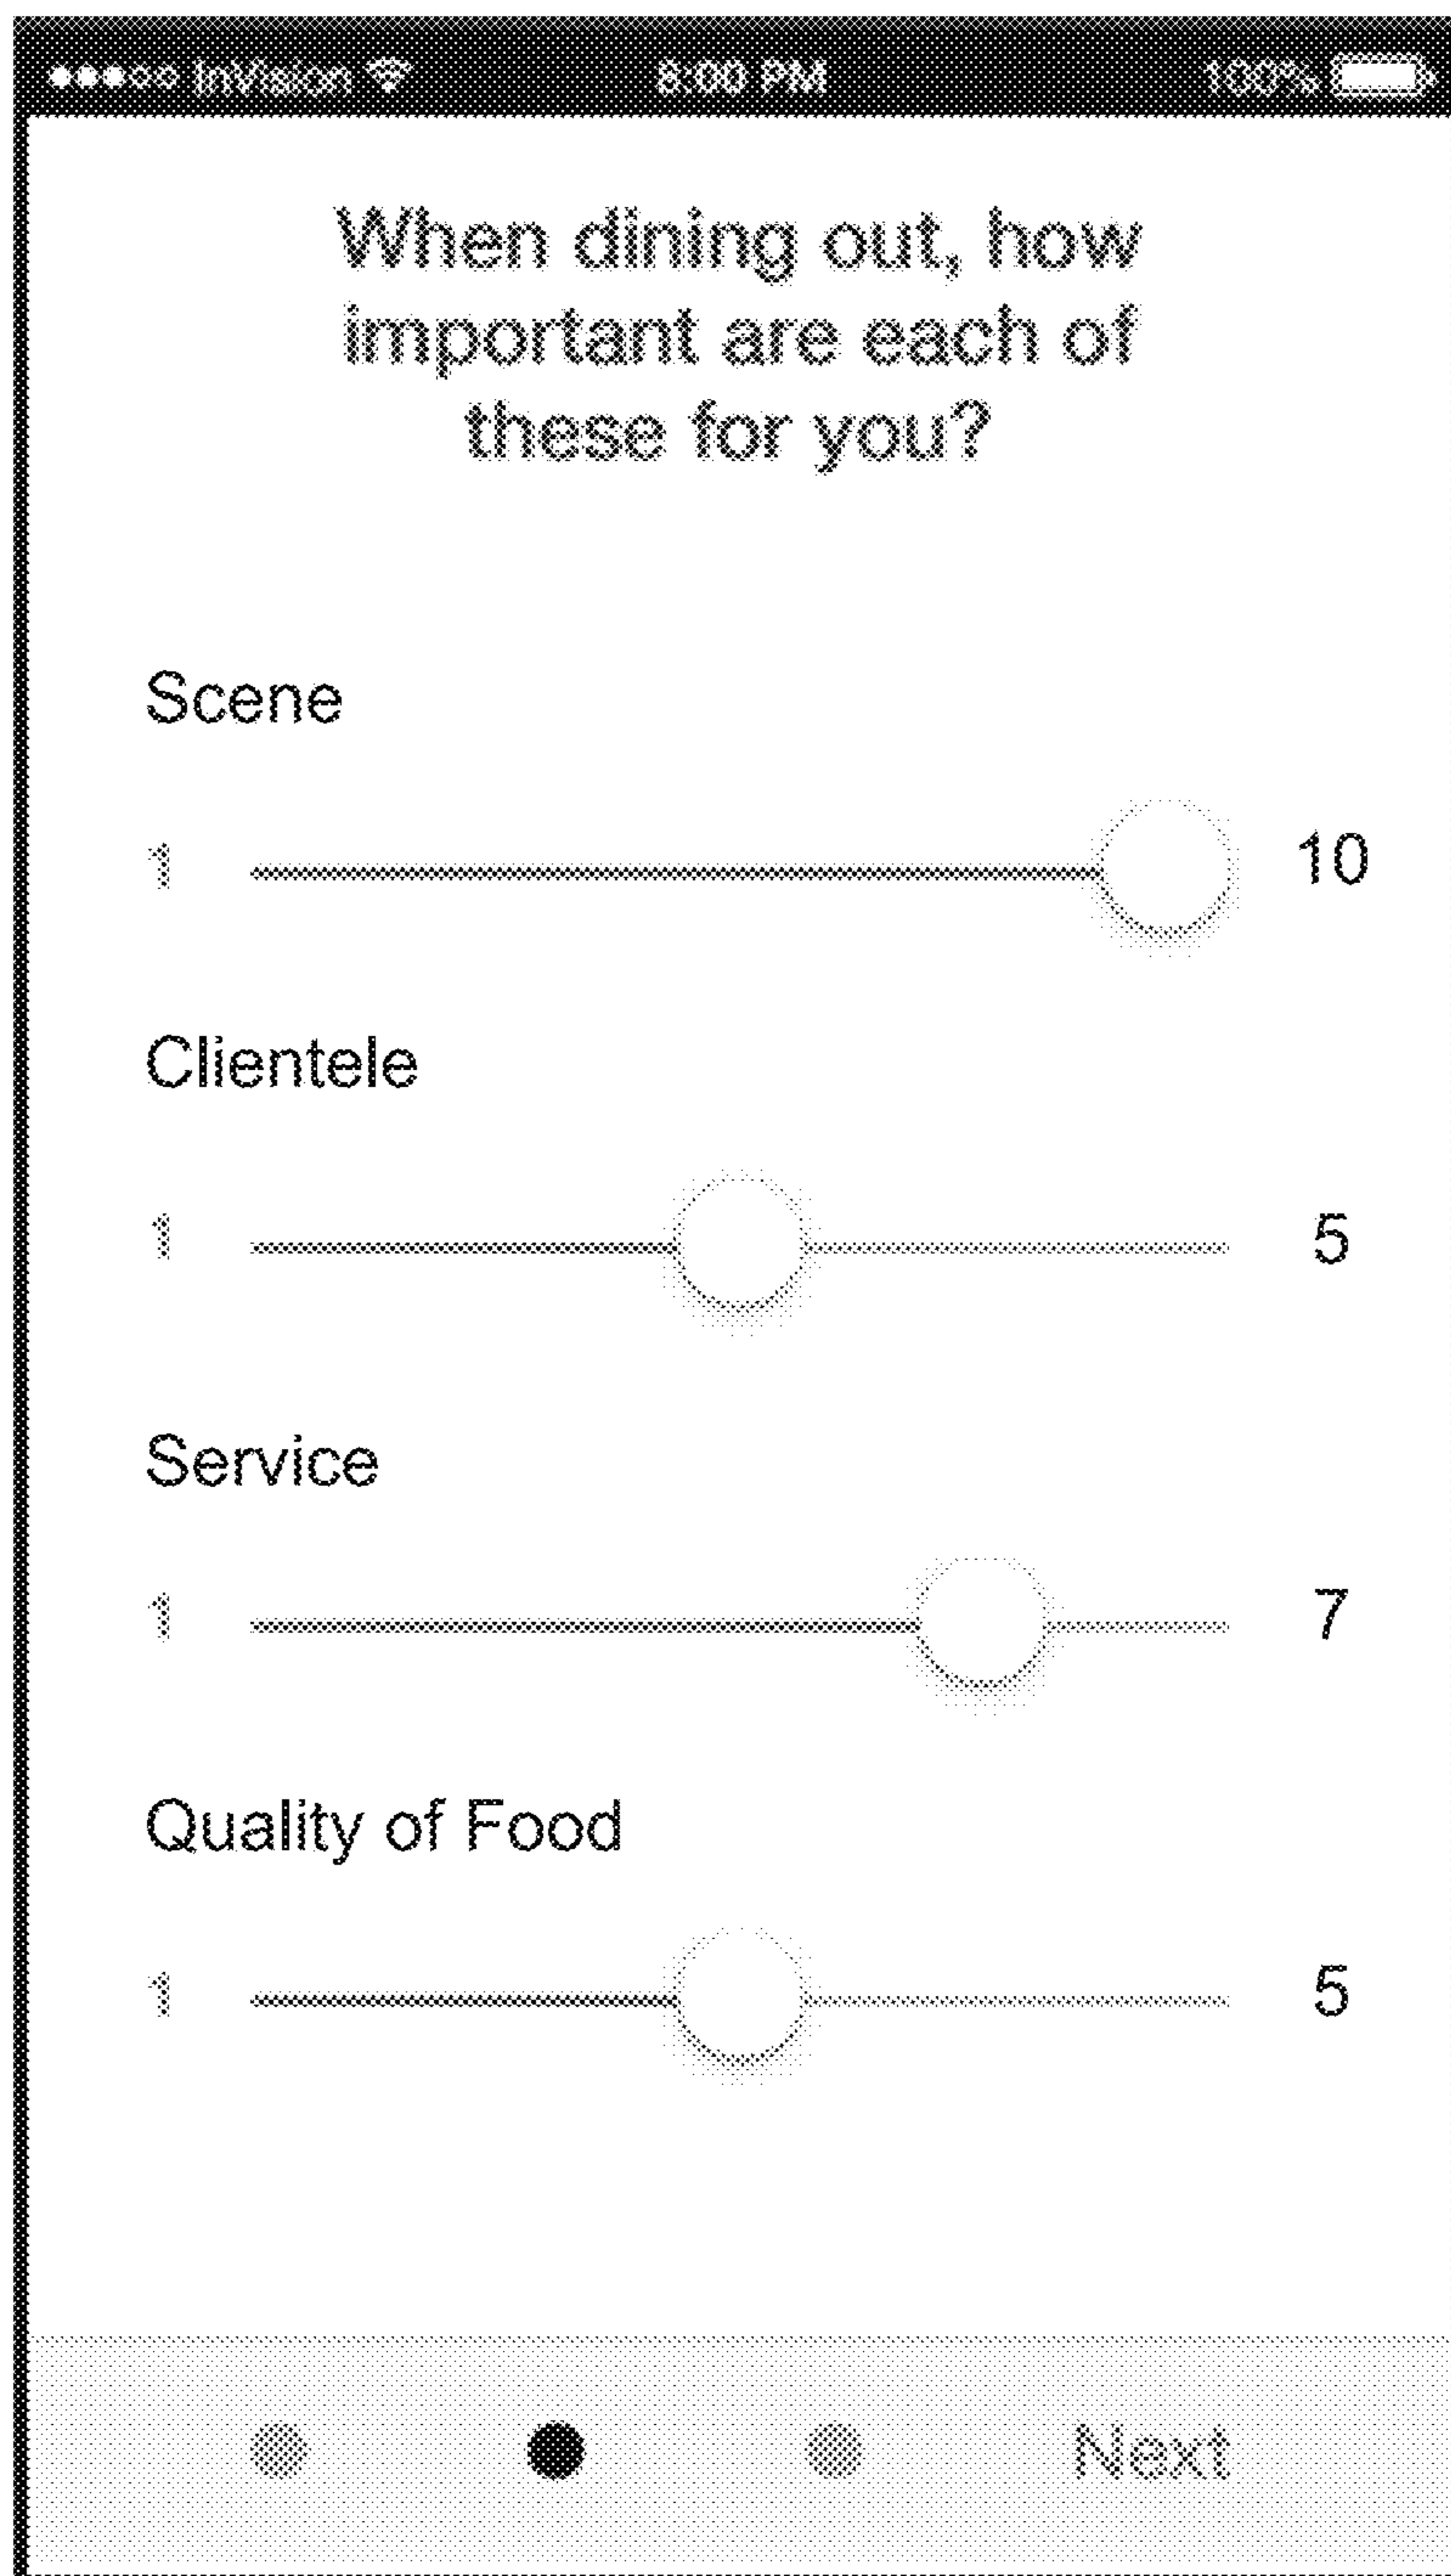 InVision 8:00 PM 100%
When dining out, how
important are each of
these for you?
Scene
1 10
Clientele
1 5
Service
1 7
Quality of Food
1 5
Next